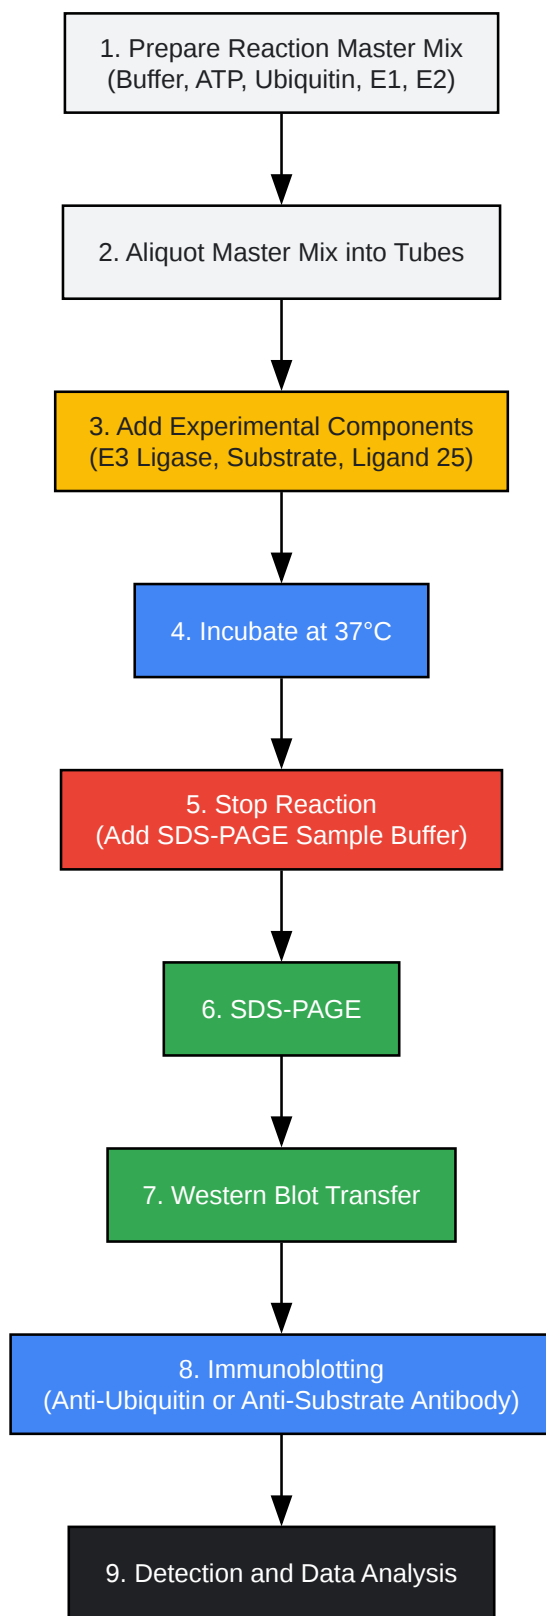 1. Prepare Reaction Master Mix
(Buffer, ATP, Ubiquitin, E1, E2)
2. Aliquot Master Mix into Tubes
3. Add Experimental Components
(E3 Ligase, Substrate, Ligand 25)
4. Incubate at 37°C
5. Stop Reaction
(Add SDS-PAGE Sample Buffer)
6. SDS-PAGE
7. Western Blot Transfer
8. Immunoblotting
(Anti-Ubiquitin or Anti-Substrate Antibody)
9. Detection and Data Analysis